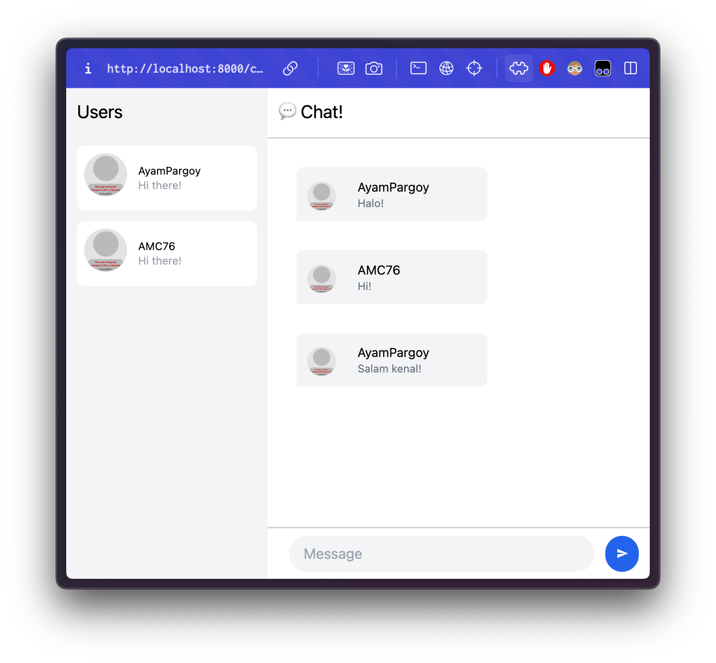 http://localhost:8000/c…
Users
AyamPargoy
Hi there!
AMC76
Hi there!
Chat!
AyamPargoy
Halo!
AMC76
Hi!
AyamPargoy
Salam kenal!
Message